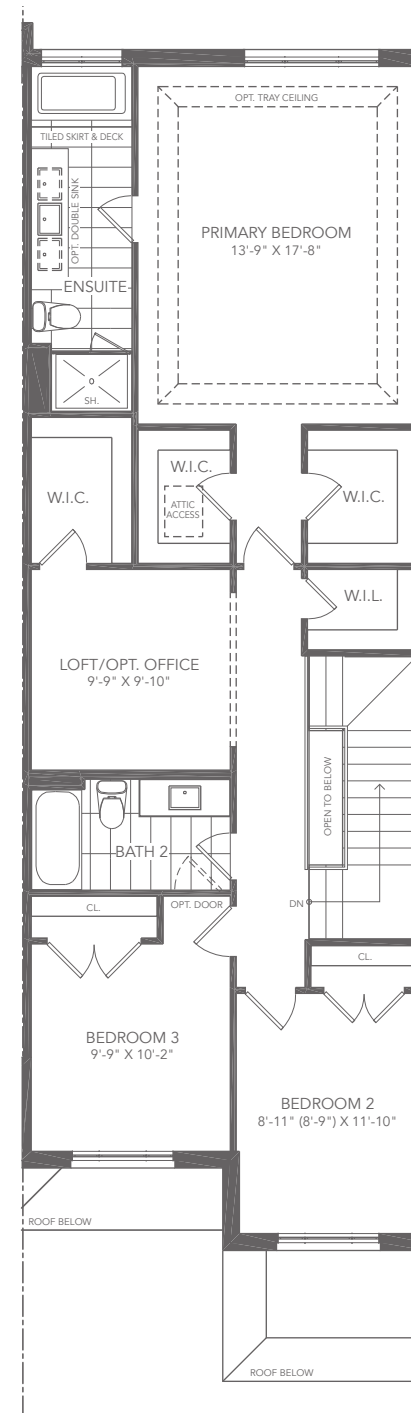 OPT. TRAY CEILING
TILED SKIRT & DECK
OPT. DOUBLE SINK
PRIMARY BEDROOM
13'-9" X 17'-8"
ENSUITE
SH.
W.I.C.
W.I.C.
ATTIC
ACCESS
W.I.C.
W.I.L.
LOFT/OPT. OFFICE
9'-9" X 9'-10"
OPEN TO BELOW
BATH 2
OPT. DOOR
CL.
DN
CL.
BEDROOM 3
9'-9" X 10'-2"
BEDROOM 2
8'-11" (8'-9") X 11'-10"
ROOF BELOW
ROOF BELOW